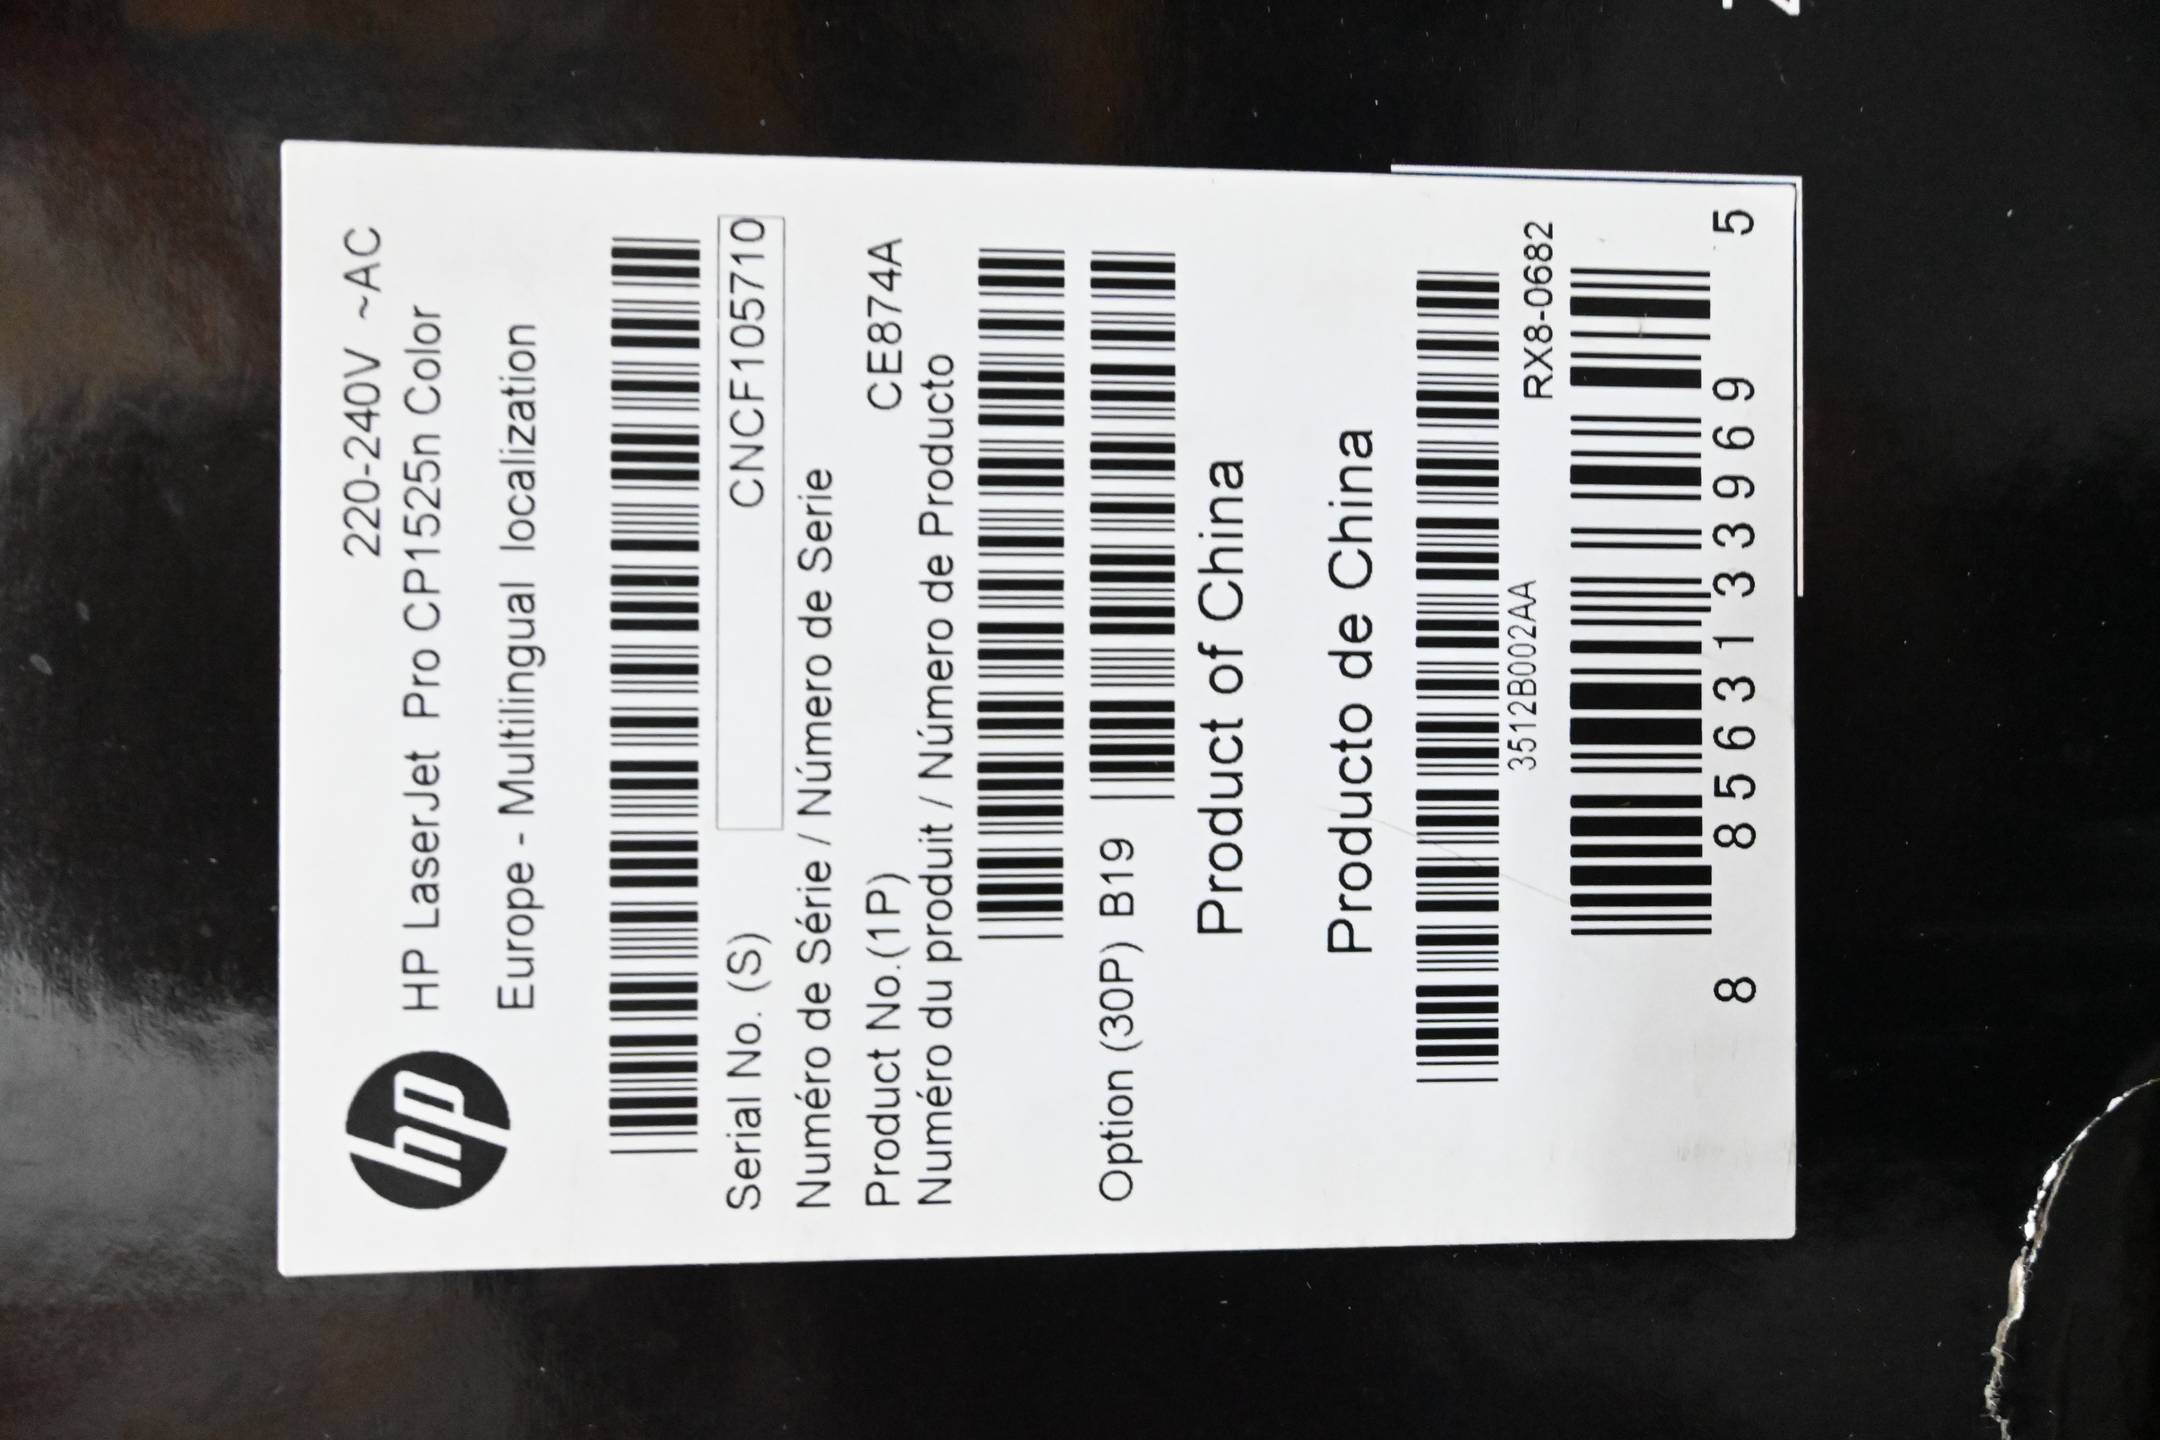 hp
220-240V ~AC
HP LaserJet Pro CP1525n Color
Europe - Multilingual localization
CNCF105710
Serial No. (S)
Numéro de Série / Número de Serie
Product No.(1P) CE874A
Numéro du produit / Número de Producto
Option (30P) B19
Product of China
Producto de China
3512B002AA
RX8-0682
8 85631 33969 5